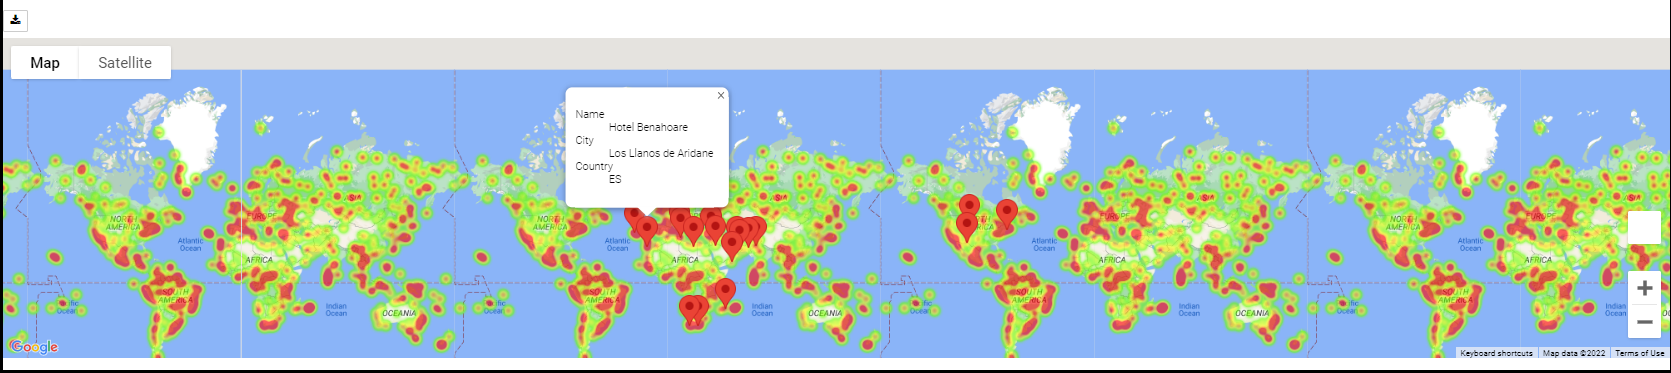 Map
Satellite
×
Name
Hotel Benahoare
City
Los Llanos de Aridane
Country
ES
NORTH
AMERICA
Atlantic
Ocean
EUROPE
ASIA
AFRICA
SOUTH
AMERICA
Indian
Ocean
OCEANIA
NORTH
AMERICA
Atlantic
Ocean
AFRICA
SOUTH
AMERICA
Indian
Ocean
OCEANIA
NORTH
AMERICA
Atlantic
Ocean
EUROPE
ASIA
AFRICA
SOUTH
AMERICA
Indian
Ocean
OCEANIA
NORTH
AMERICA
Atlantic
Ocean
EUROPE
AFRICA
SOUTH
AMERICA
Indian
Ocean
+
−
Google
Keyboard shortcuts
Map data ©2022
Terms of Use